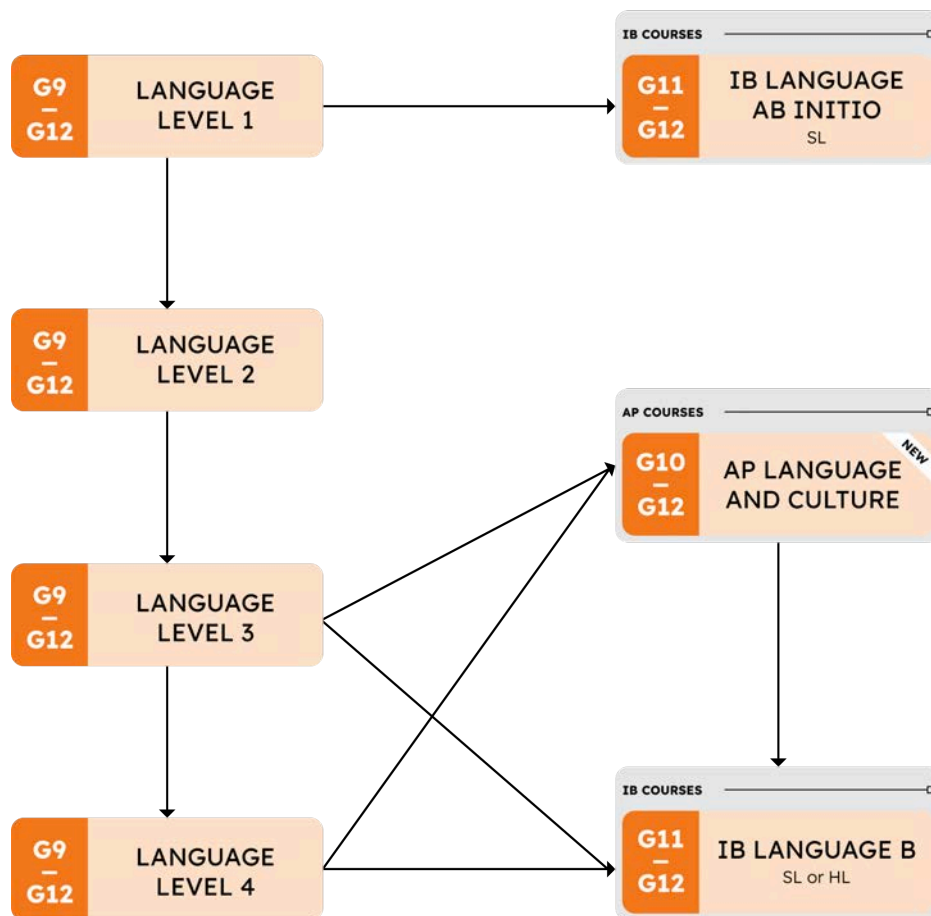 IB COURSES
G9
—
G12
LANGUAGE
LEVEL 1
G11
—
G12
IB LANGUAGE
AB INITIO
SL
G9
—
G12
LANGUAGE
LEVEL 2
AP COURSES
G10
—
G12
AP LANGUAGE
AND CULTURE
NEW
G9
—
G12
LANGUAGE
LEVEL 3
IB COURSES
G9
—
G12
LANGUAGE
LEVEL 4
G11
—
G12
IB LANGUAGE B
SL or HL